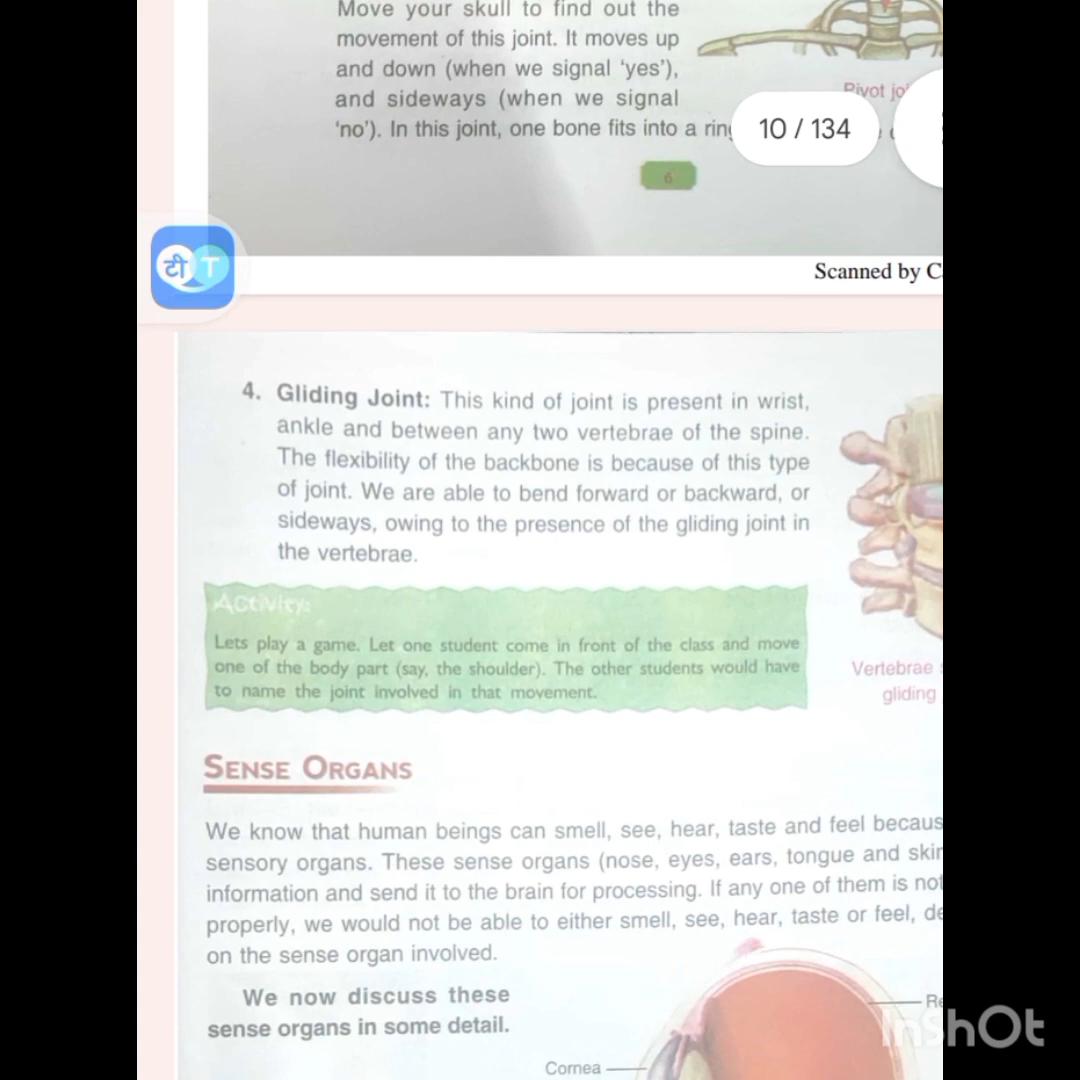 Move your skull to find out the
movement of this joint. It moves up
and down (when we signal ‘yes’),
and sideways (when we signal
‘no’). In this joint, one bone fits into a
Pivot
10 / 134
6
टी T
Scanned by
4. Gliding Joint: This kind of joint is present in wrist,
ankle and between any two vertebrae of the spine.
The flexibility of the backbone is because of this type
of joint. We are able to bend forward or backward, or
sideways, owing to the presence of the gliding joint in
the vertebrae.
Activity:
Lets play a game. Let one student come in front of the class and move
one of the body part (say, the shoulder). The other students would have
to name the joint involved in that movement.
Vertebrae
gliding
SENSE ORGANS
We know that human beings can smell, see, hear, taste and feel
sensory organs. These sense organs (nose, eyes, ears, tongue and
information and send it to the brain for processing. If any one of them is not
properly, we would not be able to either smell, see, hear, taste or feel,
on the sense organ involved.
We now discuss these
sense organs in some detail.
Cornea
InShOt